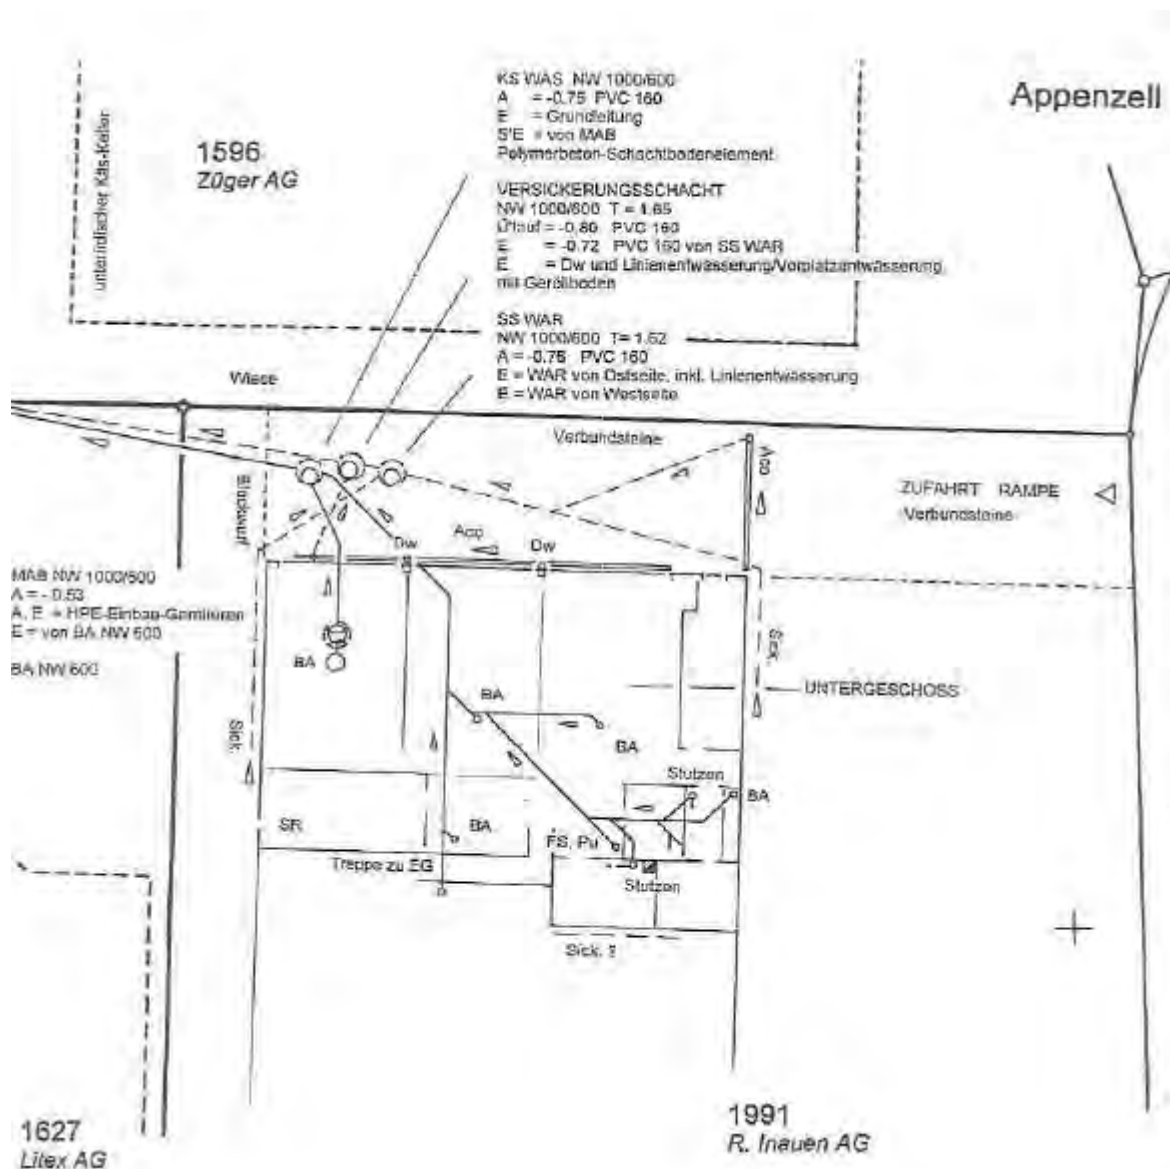 KS WAS NW 1000/600
A = -0.75 PVC 160
E = Grundleitung
S'E = von MAB
Polymerbeton-Schachtbodenelement
Appenzell
1596
Züger AG
unterirdischer Käs-Keller
VERSICKERUNGSSCHACHT
NW 1000/600 T = 1.65
Ü'lauf = -0.80 PVC 160
E = -0.72 PVC 160 von SS WAR
E = Dw und Linienentwässerung/Vorplatzentwässerung
mit Geröllboden
SS WAR
NW 1000/600 T= 1.52
A = -0.76 PVC 160
E = WAR von Ostseite, inkl. Linienentwässerung
E = WAR von Westseite
Wiese
Verbundsteine
Aco
ZUFAHRT RAMPE
Verbundsteine
Blockwurf
Aco
Dw
Dw
MAB NW 1000/600
A = - 0.53
A, E = HPE-Einbau-Garnituren
E = von BA NW 600
BA NW 600
BA
Sick.
UNTERGESCHOSS
BA
BA
Sick.
Stutzen
BA
SR
BA
FS, Pu
Treppe zu EG
Stutzen
Sick. ?
1627
Litex AG
1991
R. Inauen AG